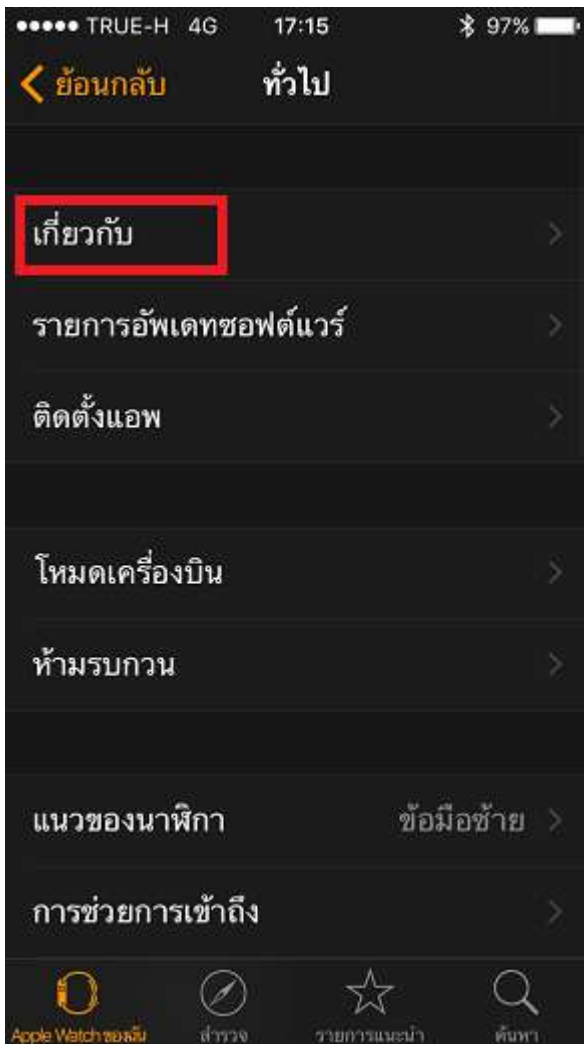 TRUE-H 4G 17:15 97%
ย้อนกลับ ทั่วไป
เกี่ยวกับ
รายการอัพเดทซอฟต์แวร์
ติดตั้งแอพ
โหมดเครื่องบิน
ห้ามรบกวน
แนวของนาฬิกา ข้อมือซ้าย
การช่วยการเข้าถึง
Apple Watch ของฉัน สำรวจ รายการแนะนำ ค้นหา